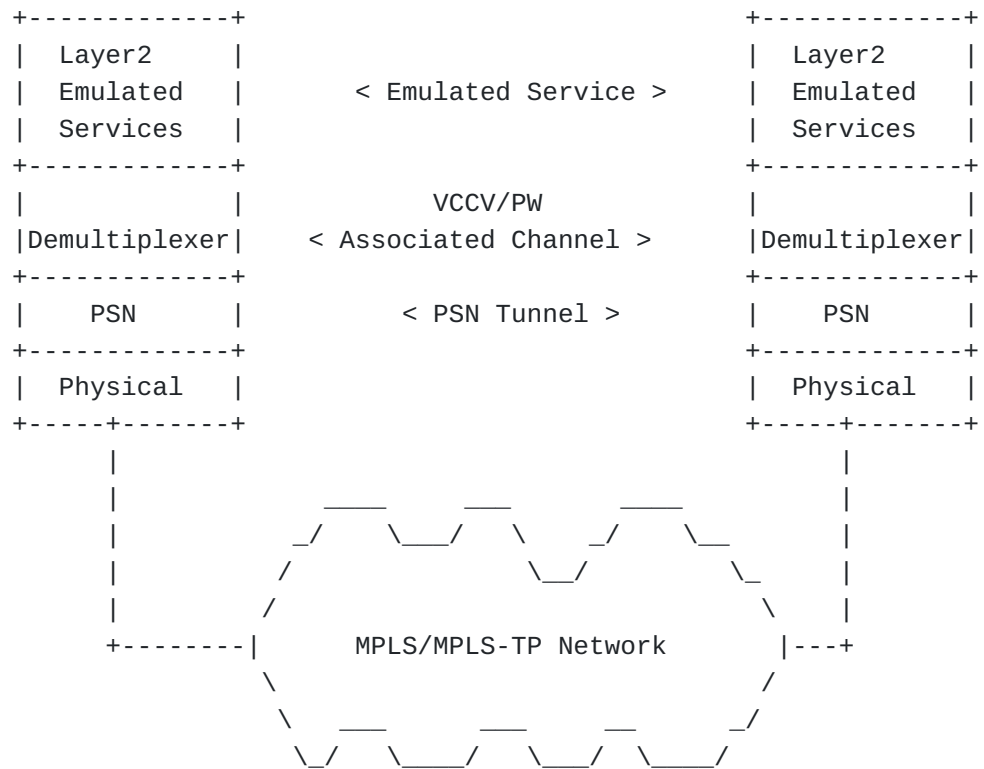 Layer2 Layer2
Emulated < Emulated Service > Emulated
Services Services
VCCV/PW
Demultiplexer < Associated Channel > Demultiplexer
PSN < PSN Tunnel > PSN
Physical Physical
MPLS/MPLS-TP Network